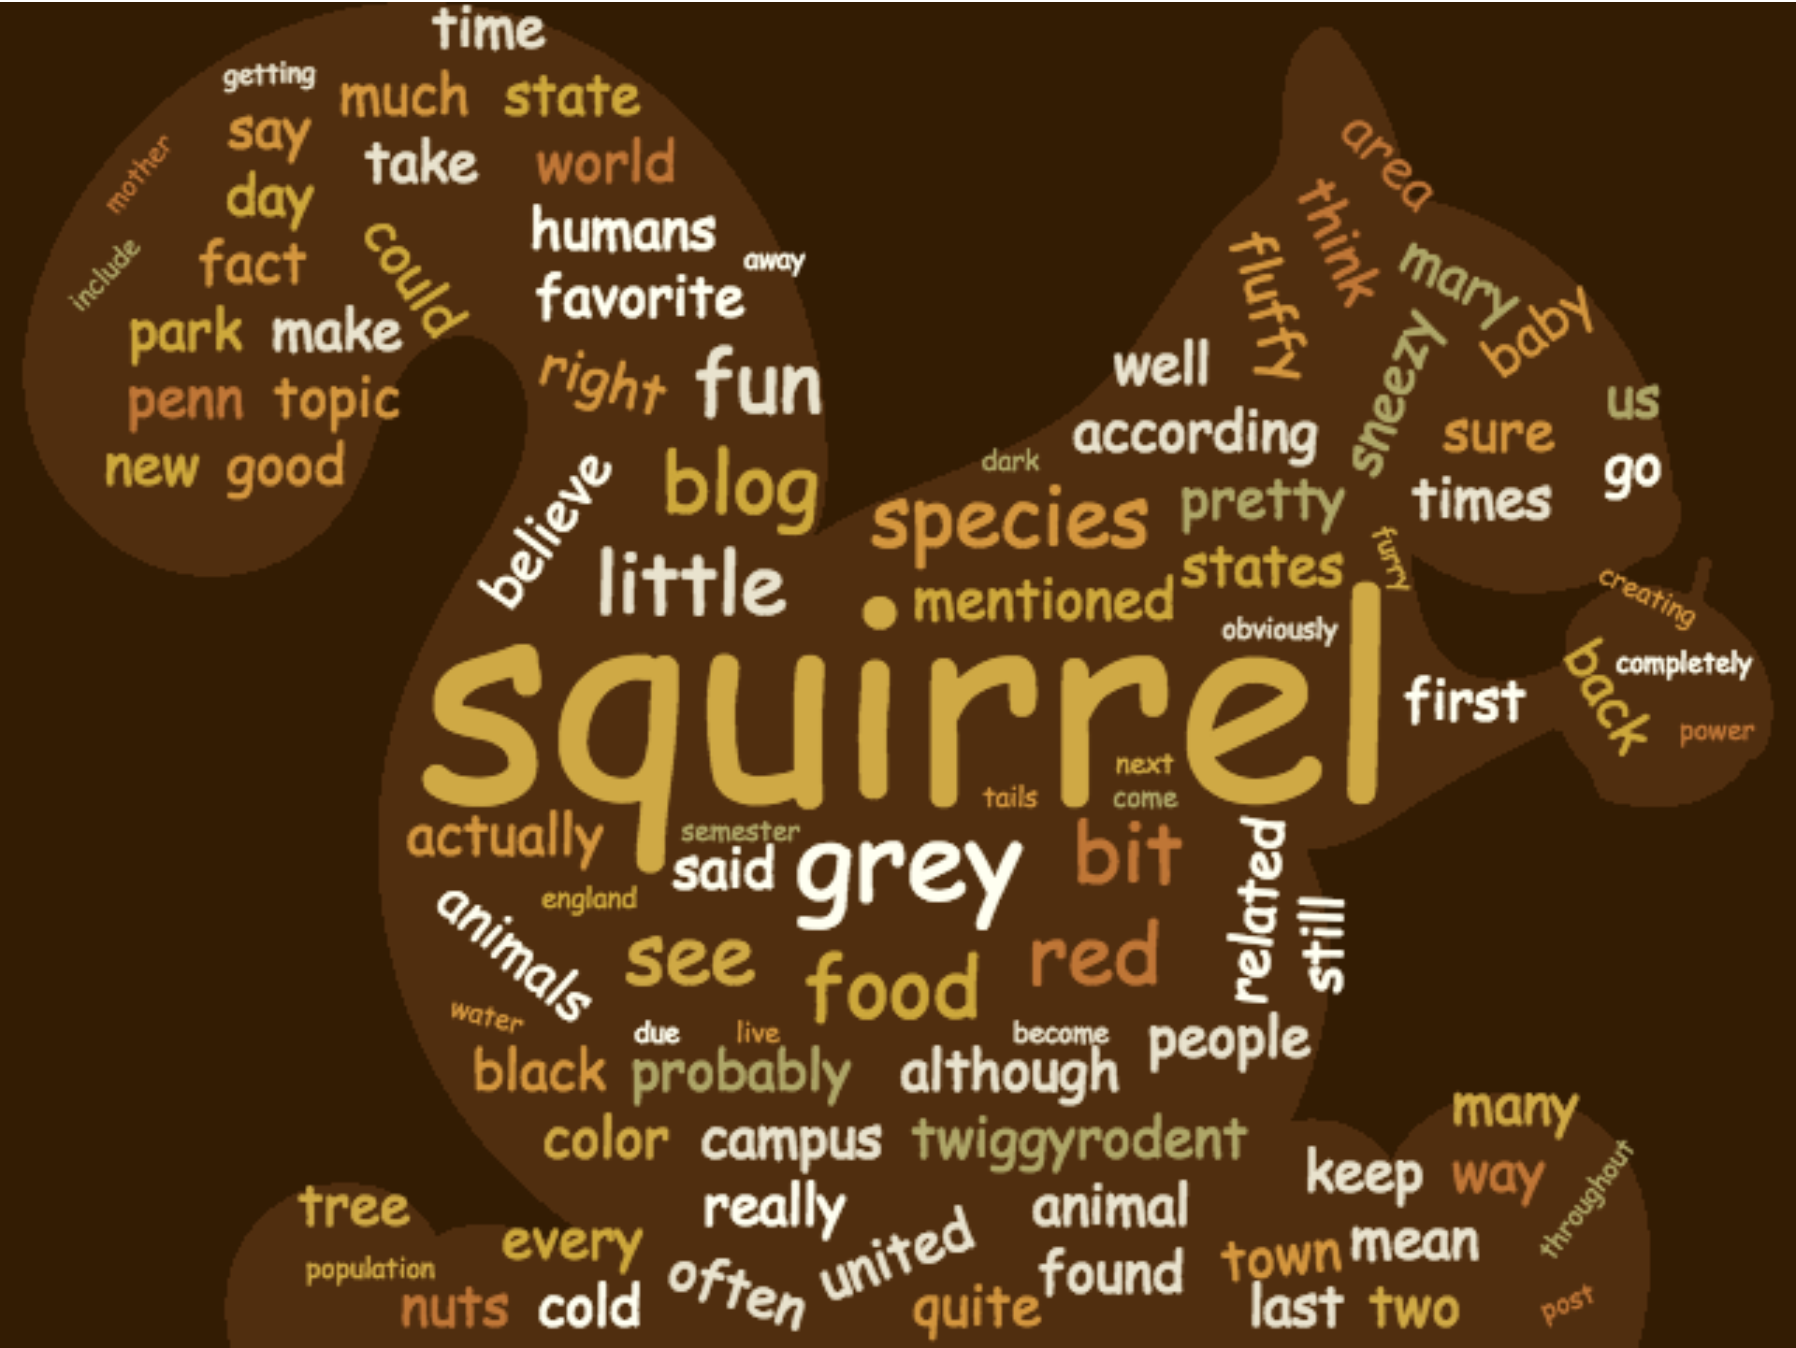 time
getting
much
state
say
take
world
mother
day
humans
away
include
fact
could
favorite
park
make
penn
topic
right
fun
new
good
believe
blog
little
area
think
mary
fluffy
baby
sneezy
well
us
according
sure
go
dark
species
pretty
times
furry
mentioned
states
obviously
creating
squirrel
first
back
completely
power
next
tails
come
actually
semester
said
grey
bit
related
still
england
animals
see
food
red
water
due
live
become
people
black
probably
although
color
campus
twiggyrodent
many
keep
way
throughout
tree
really
animal
every
united
town
mean
population
often
found
nuts
cold
quite
last
two
post